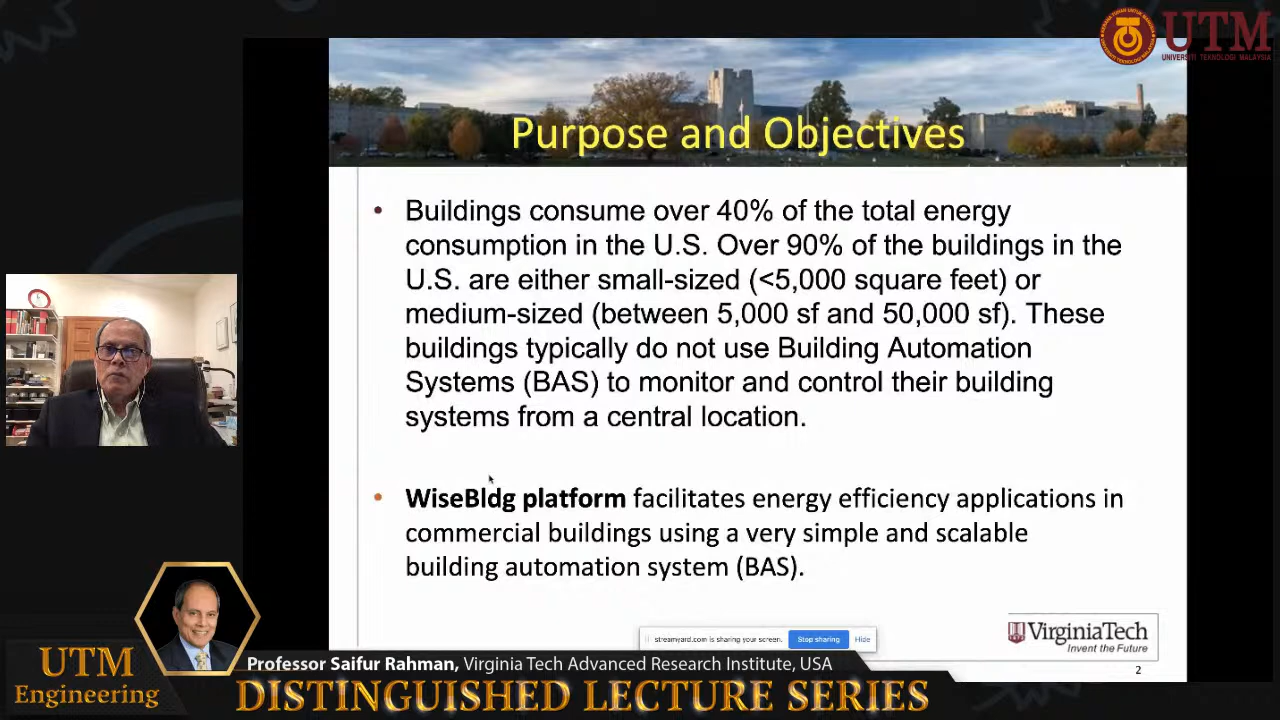 UTM
UNIVERSITI TEKNOLOGI MALAYSIA
Purpose and Objectives
• Buildings consume over 40% of the total energy
consumption in the U.S. Over 90% of the buildings in the
U.S. are either small-sized (<5,000 square feet) or
medium-sized (between 5,000 sf and 50,000 sf). These
buildings typically do not use Building Automation
Systems (BAS) to monitor and control their building
systems from a central location.
• WiseBldg platform facilitates energy efficiency applications in
commercial buildings using a very simple and scalable
building automation system (BAS).
streamyard.com is sharing your screen. Stop sharing Hide
VirginiaTech
Invent the Future
2
UTM
Engineering
Professor Saifur Rahman, Virginia Tech Advanced Research Institute, USA
DISTINGUISHED LECTURE SERIES